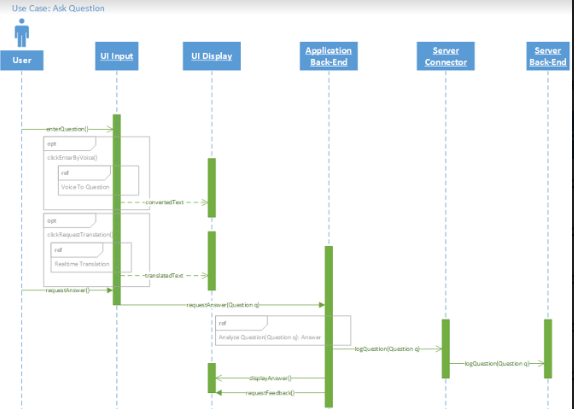 Use Case: Ask Question
User
UI Input
UI Display
Application
Back-End
Server
Connector
Server
Back-End
enterQuestion()
opt
clickEnterByVoice()
ref
Voice To Question
convertedText
opt
clickRequestTranslation()
ref
Realtime Translation
translatedText
requestAnswer()
requestAnswer(Question q)
ref
Analyze Question(Question q): Answer
logQuestion(Question q)
logQuestion(Question q)
displayAnswer()
requestFeedback()